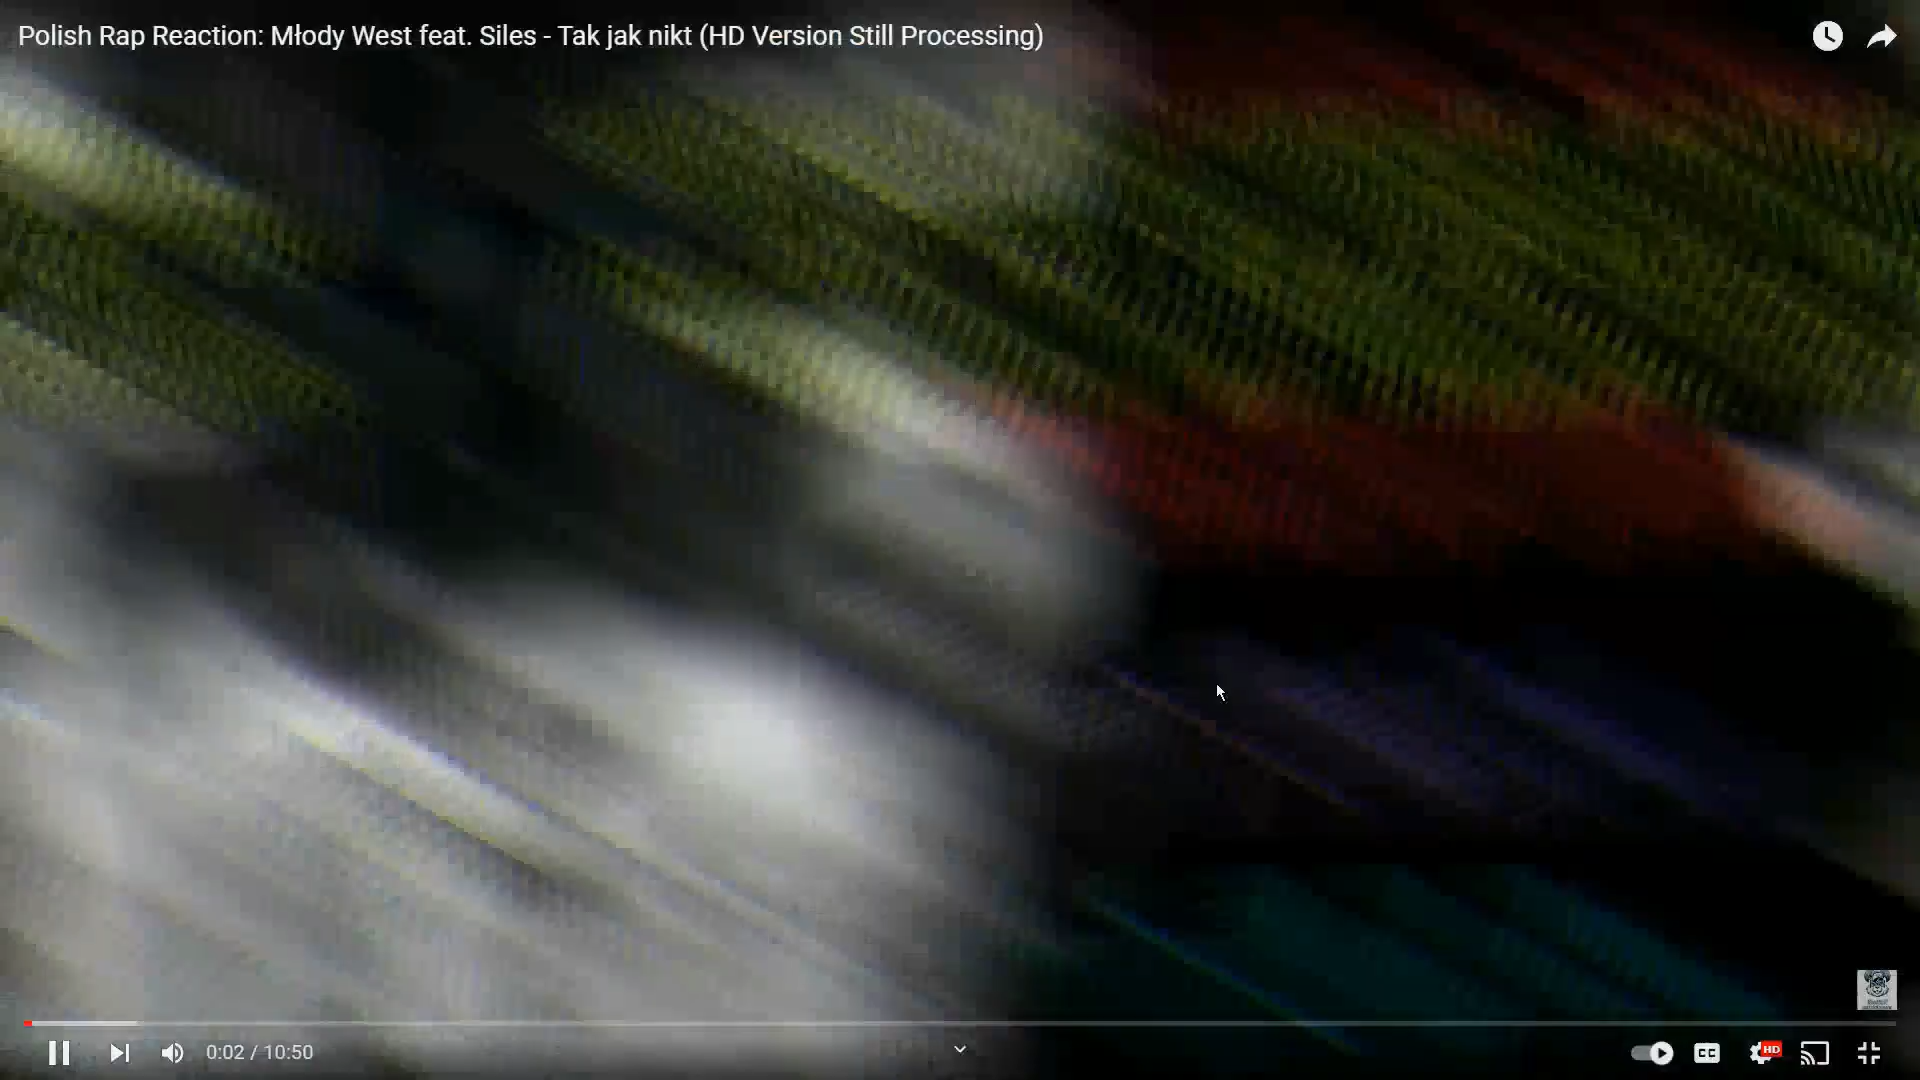 Polish Rap Reaction: Młody West feat. Siles - Tak jak nikt (HD Version Still Processing)
0:02 / 10:50
CC
HD